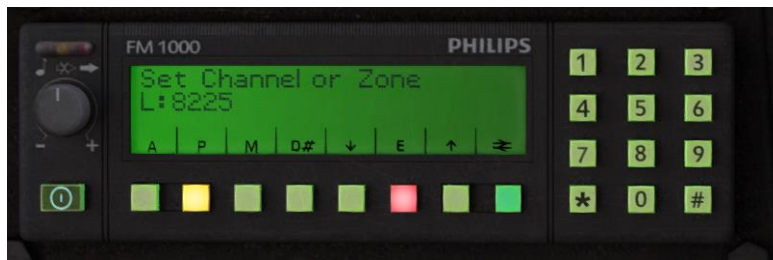 FM 1000 PHILIPS
Set Channel or Zone
L:8225
A P M D# ↓ E ↑
- +
1 2 3
4 5 6
7 8 9
* 0 #